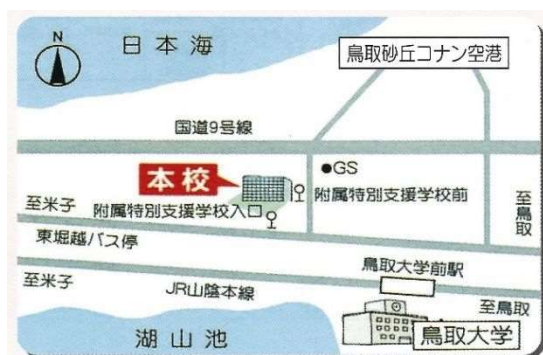 N
日本海
鳥取砂丘コナン空港
国道9号線
●GS
本校
附属特別支援学校前
至米子
附属特別支援学校入口
至鳥取
東堀越バス停
鳥取大学前駅
至米子
JR山陰本線
至鳥取
湖山池
鳥取大学